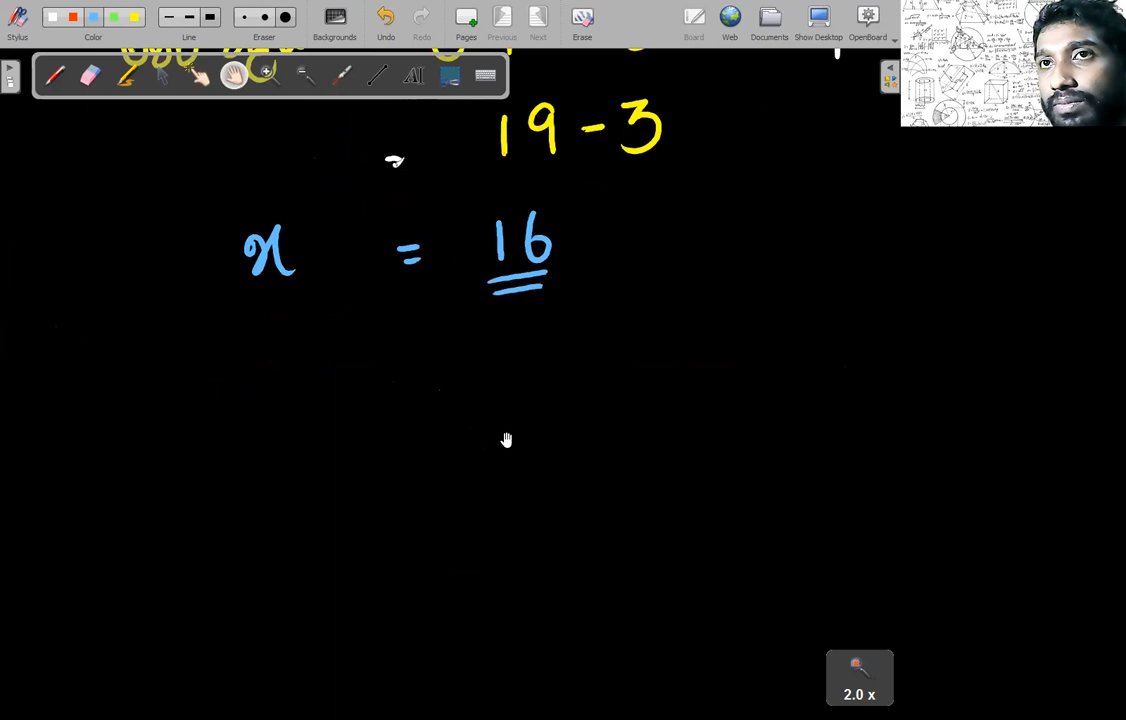 Stylus Color Line Eraser Backgrounds Undo Redo Pages Previous Next Erase Board Web Documents Show Desktop OpenBoard
19 - 3
x = 16
2.0 x